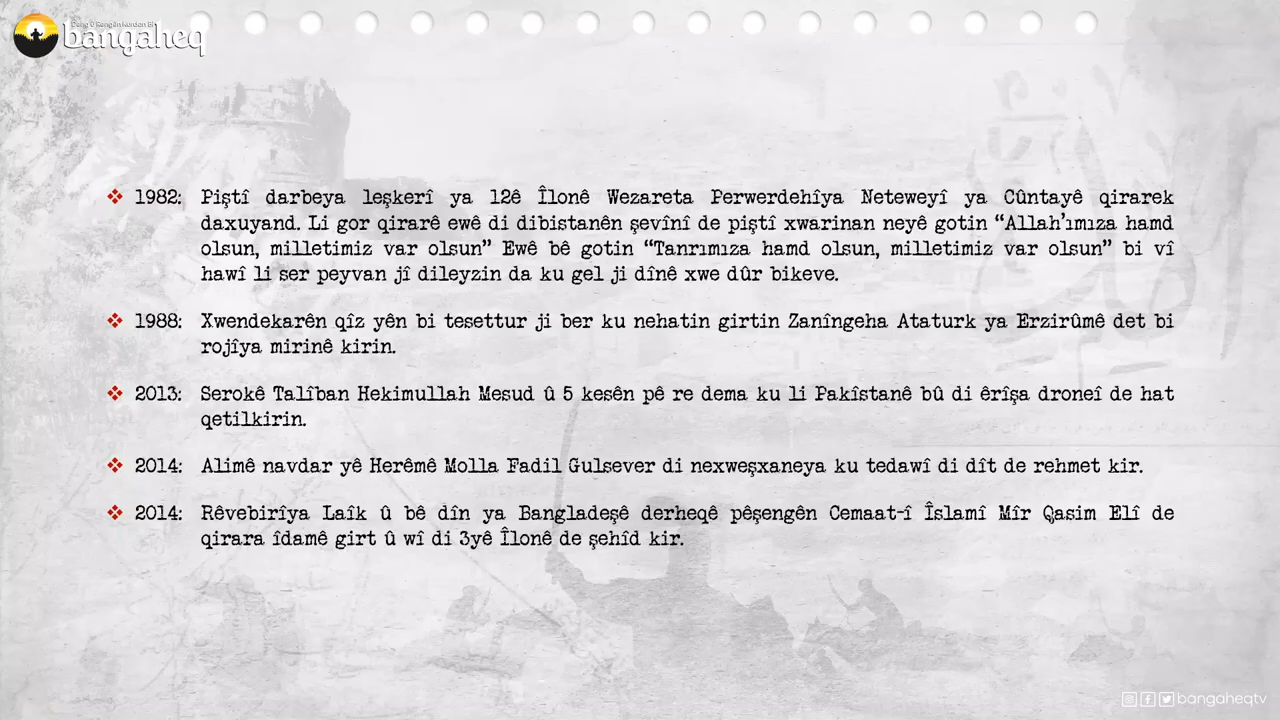 Deng û Rengên Kurdan Bi
bangaheq
1982: Piştî darbeya leşkerî ya 12ê Îlonê Wezareta Perwerdehîya Neteweyî ya Cûntayê qirarek
daxuyand. Li gor qirarê ewê di dibistanên şevînî de piştî xwarinan neyê gotin “Allah’ımıza hamd
olsun, milletimiz var olsun” Ewê bê gotin “Tanrımıza hamd olsun, milletimiz var olsun” bi vî
hawî li ser peyvan jî dileyzin da ku gel ji dînê xwe dûr bikeve.
1988: Xwendekarên qîz yên bi tesettur ji ber ku nehatin girtin Zanîngeha Ataturk ya Erzirûmê det bi
rojîya mirinê kirin.
2013: Serokê Talîban Hekimullah Mesud û 5 kesên pê re dema ku li Pakîstanê bû di êrîşa droneî de hat
qetilkirin.
2014: Alimê navdar yê Herêmê Molla Fadil Gulsever di nexweşxaneya ku tedawî di dît de rehmet kir.
2014: Rêvebirîya Laîk û bê dîn ya Bangladeşê derheqê pêşengên Cemaat-î Îslamî Mîr Qasim Elî de
qirara îdamê girt û wî di 3yê Îlonê de şehîd kir.
bangaheqtv